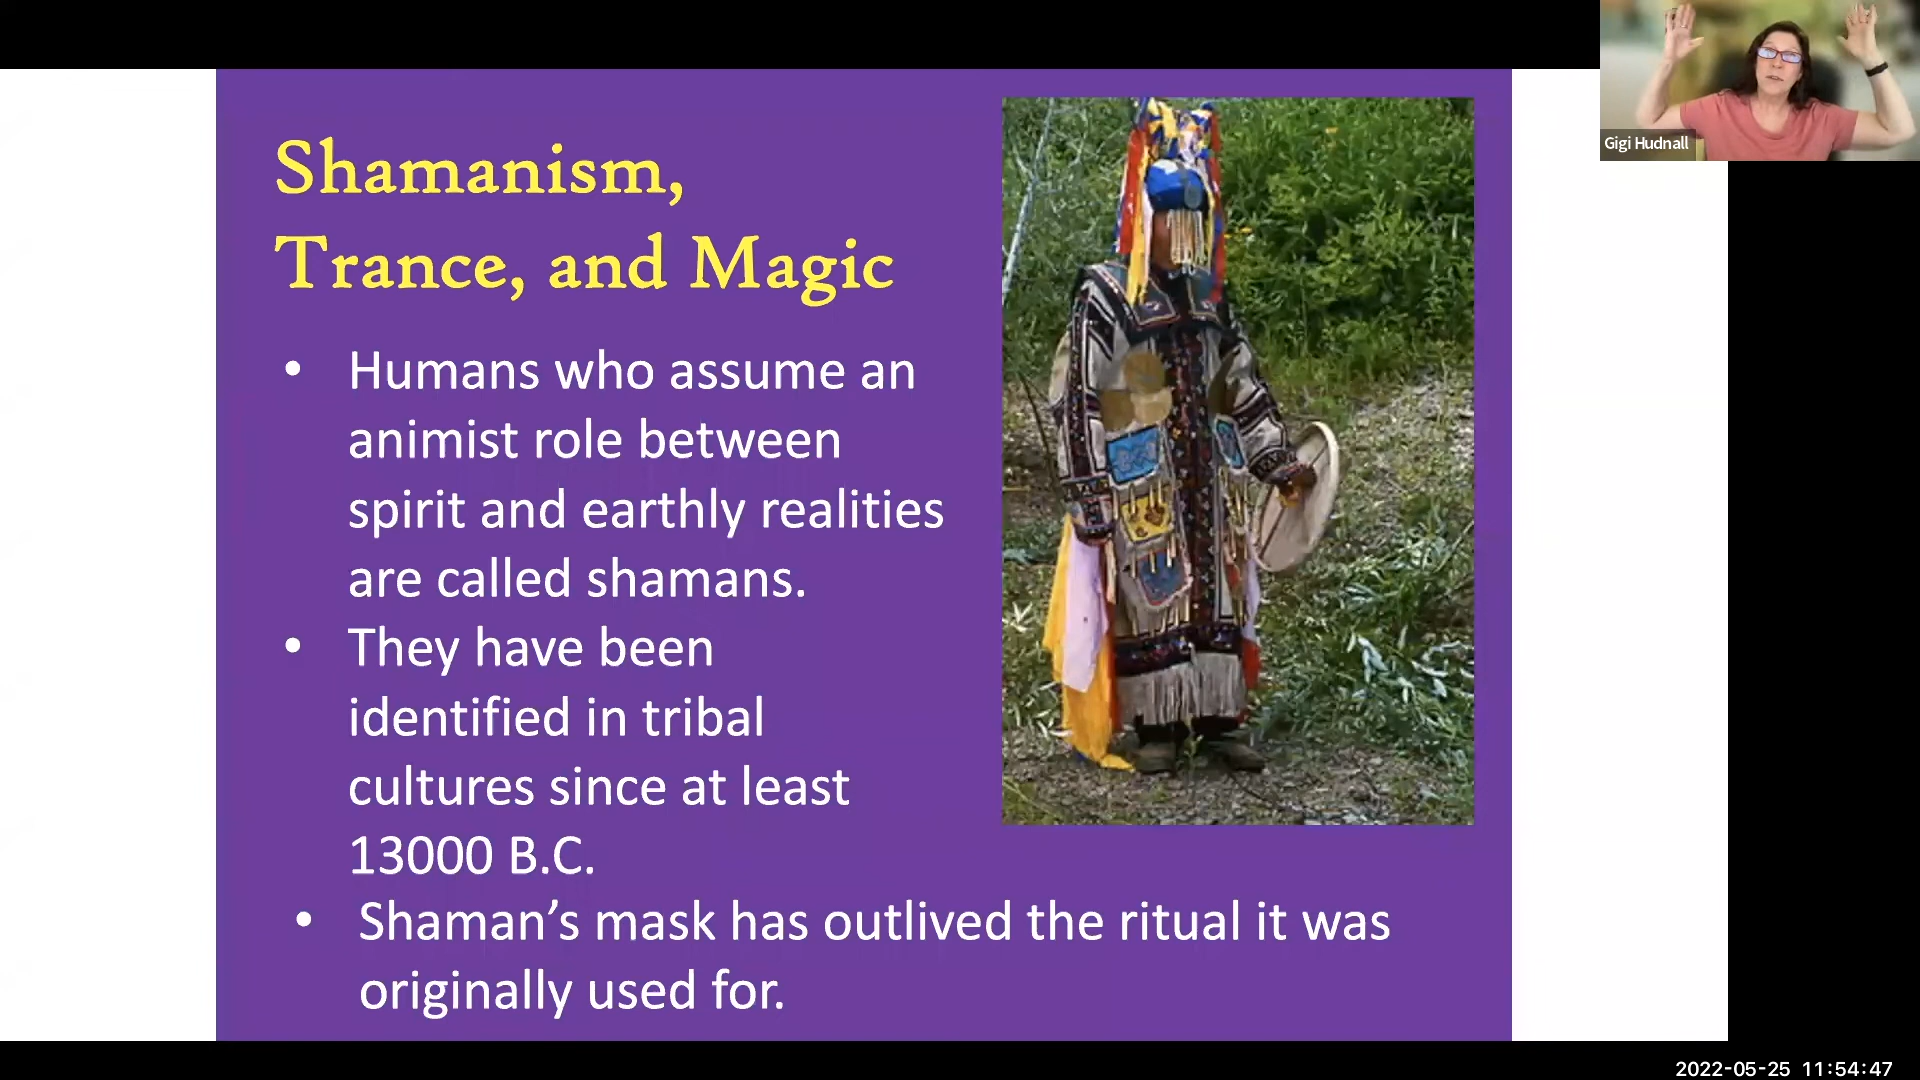 Shamanism,
Trance, and Magic
• Humans who assume an
animist role between
spirit and earthly realities
are called shamans.
• They have been
identified in tribal
cultures since at least
13000 B.C.
• Shaman’s mask has outlived the ritual it was
originally used for.
Gigi Hudnall
2022-05-25 11:54:47